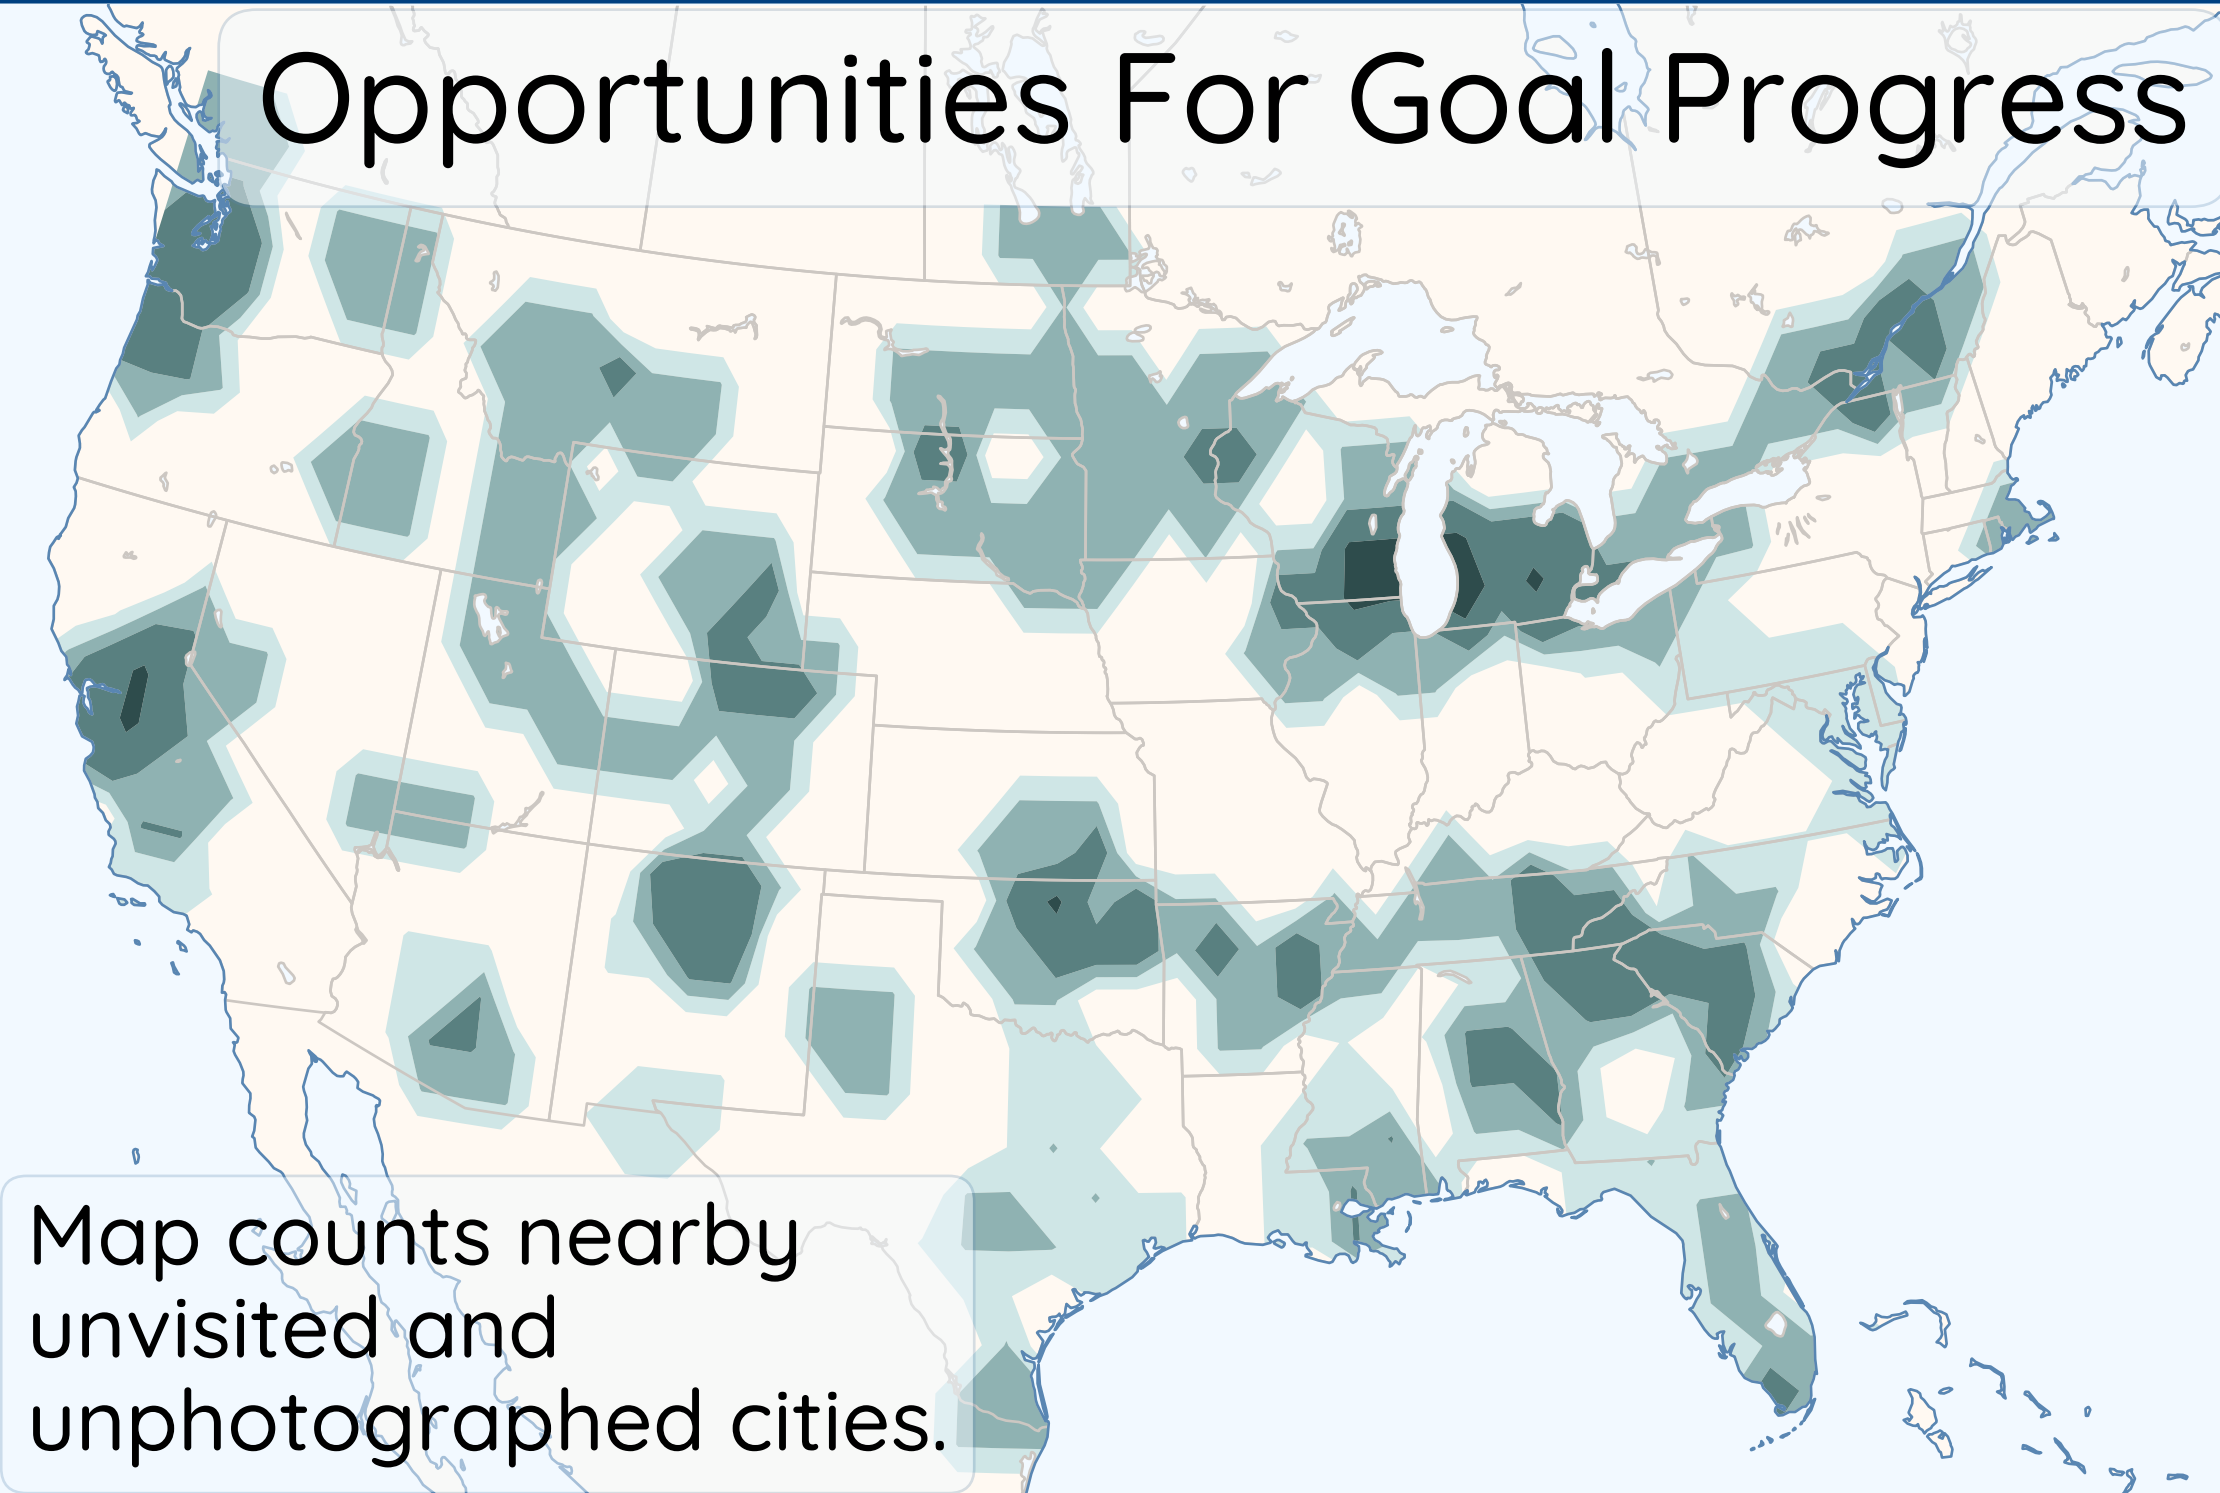 Opportunities For Goal Progress
Map counts nearby
unvisited and
unphotographed cities.